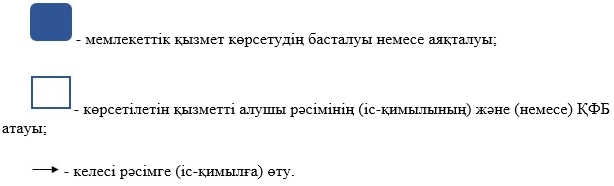 - мемлекеттік қызмет көрсетудің басталуы немесе аяқталуы;
- көрсетілетін қызметті алушы рәсімінің (іс-қимылының) және (немесе) ҚФБ
атауы;
- келесі рәсімге (іс-қимылға) өту.